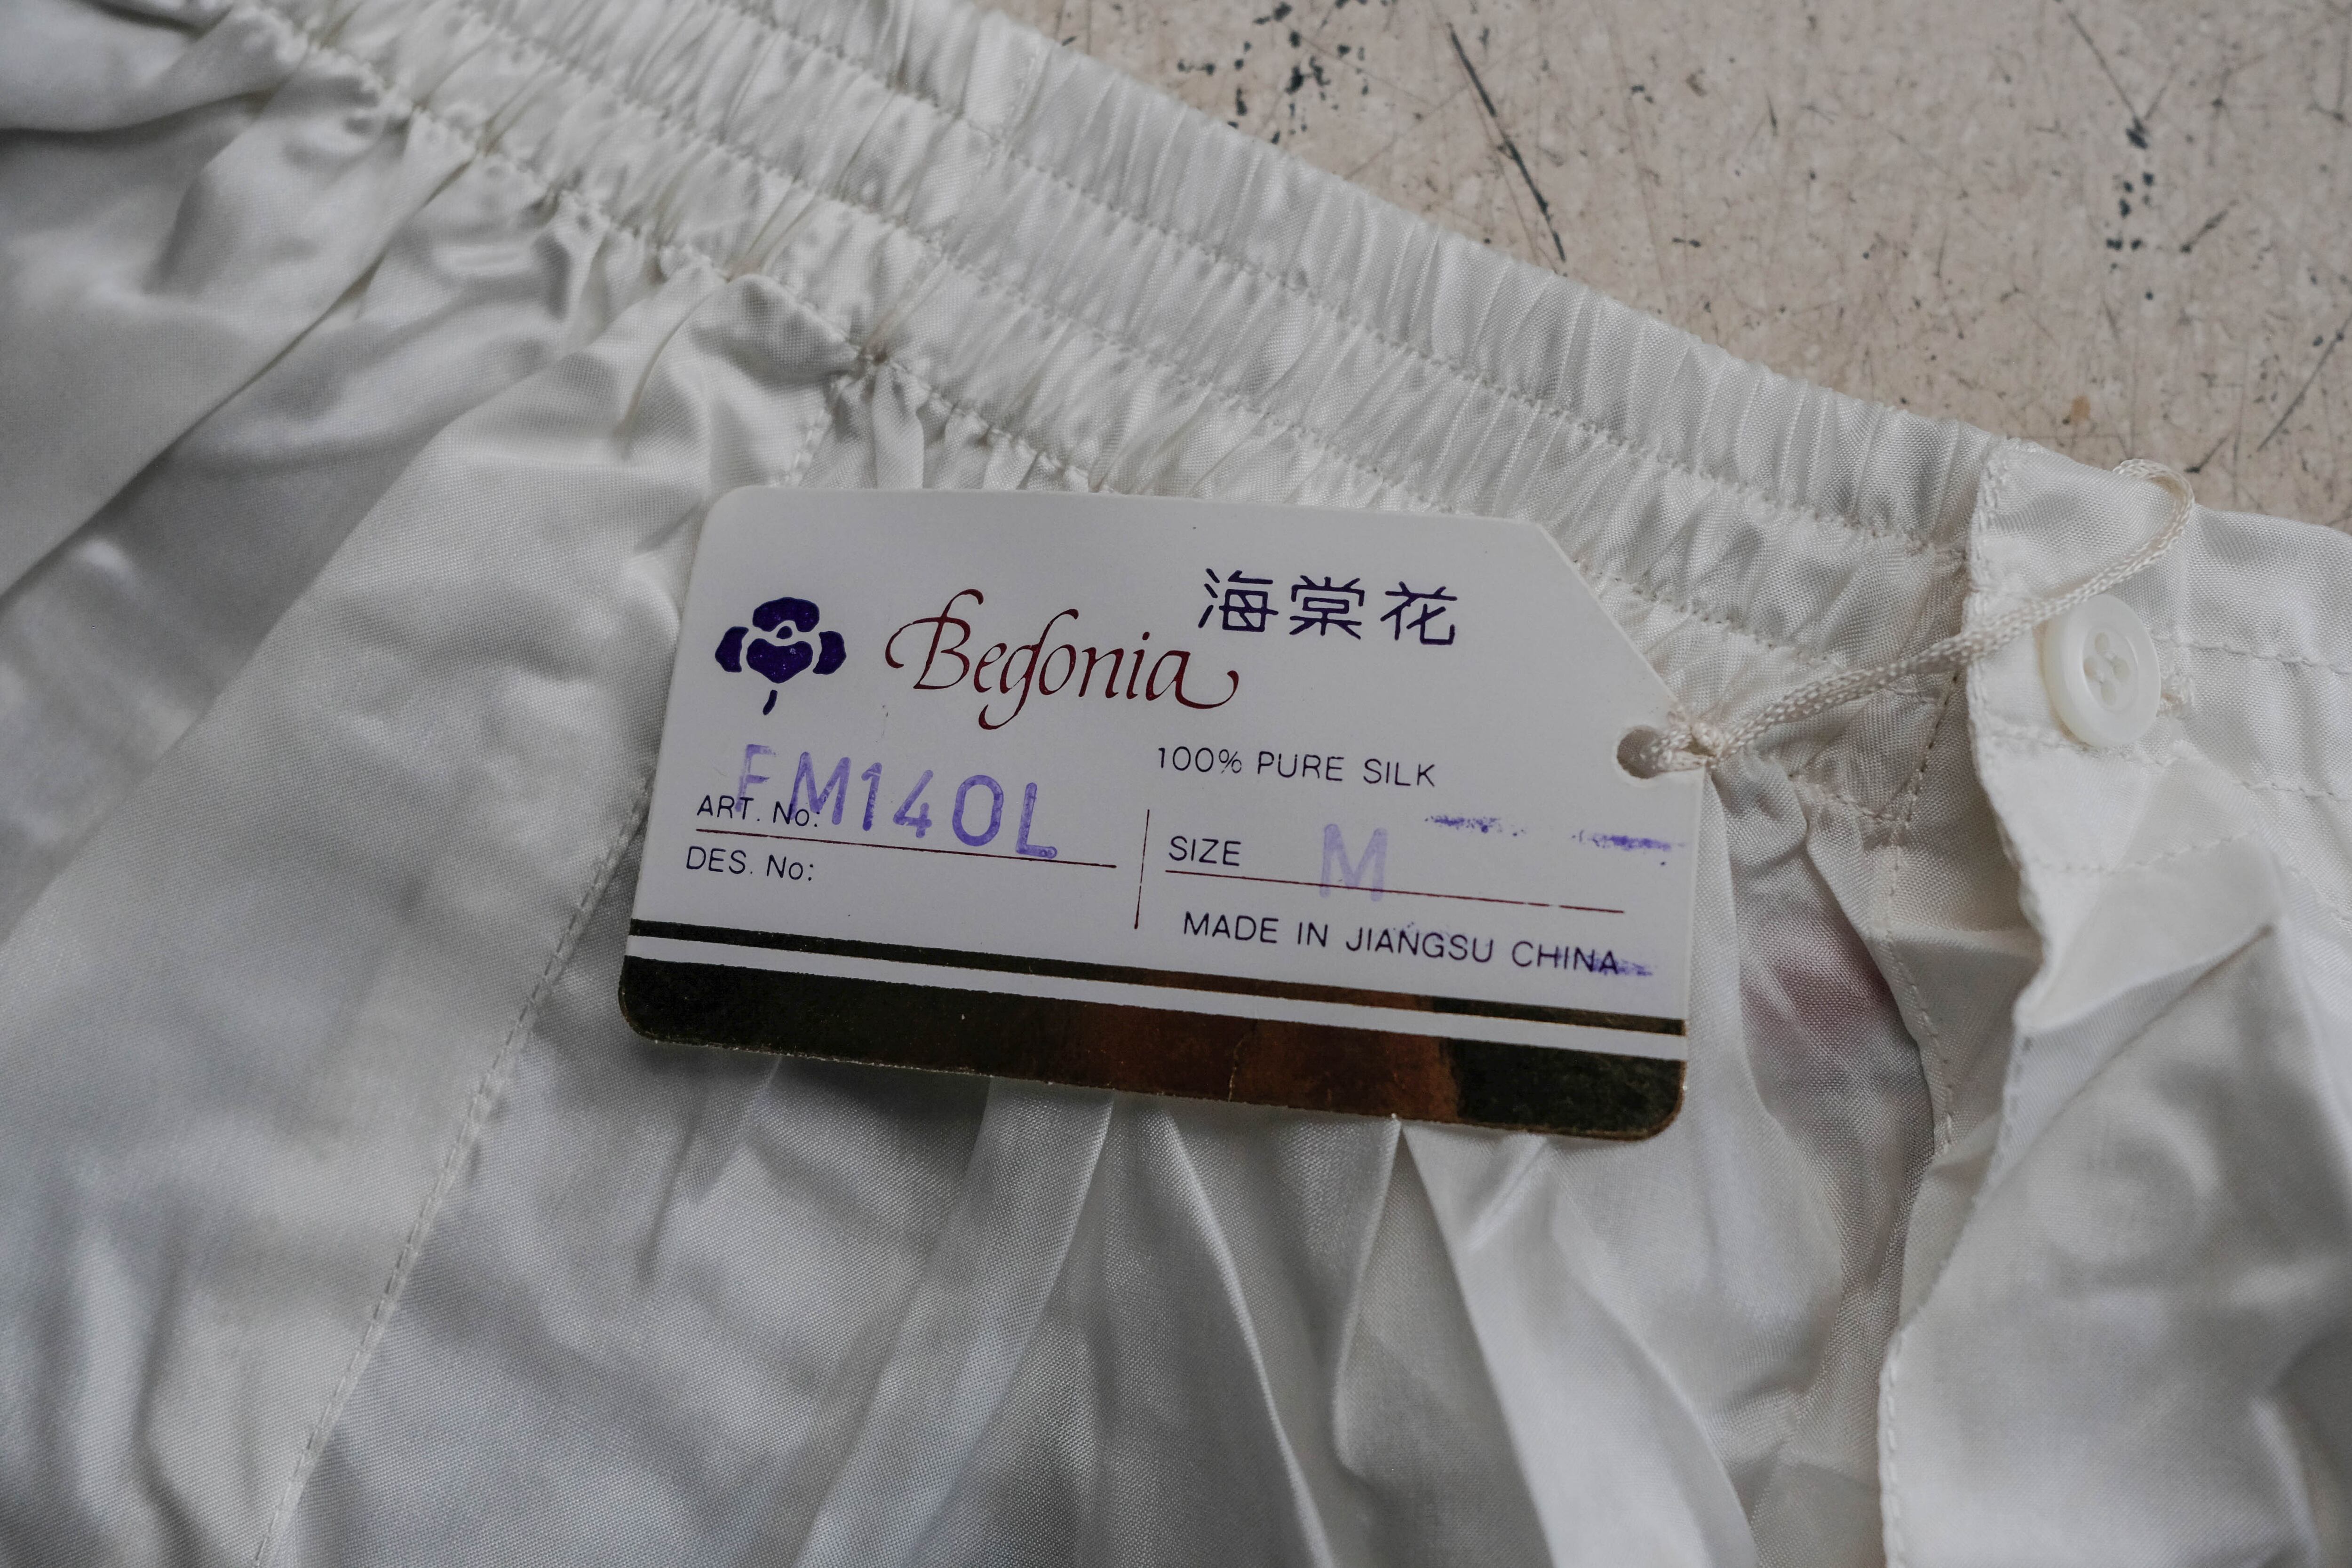 海棠花
Begonia
100% PURE SILK
ART. No: FM140L
SIZE M
DES. No:
MADE IN JIANGSU CHINA